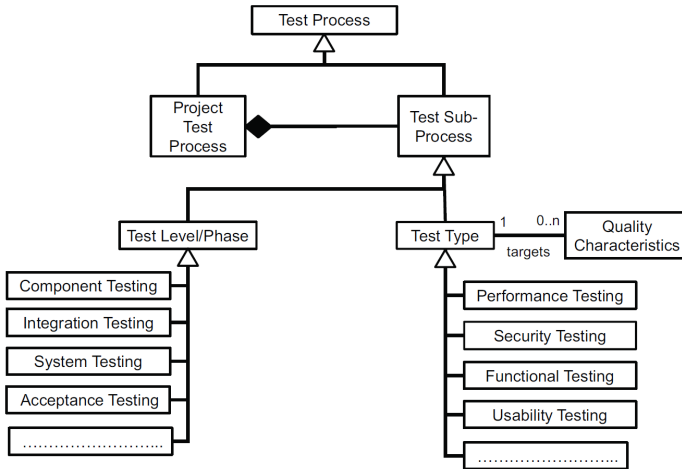 Test Process
Project
Test
Process
Test Sub-
Process
Test Level/Phase
Test Type
1
0..n
targets
Quality
Characteristics
Component Testing
Integration Testing
System Testing
Acceptance Testing
……………………...
Performance Testing
Security Testing
Functional Testing
Usability Testing
……………………...